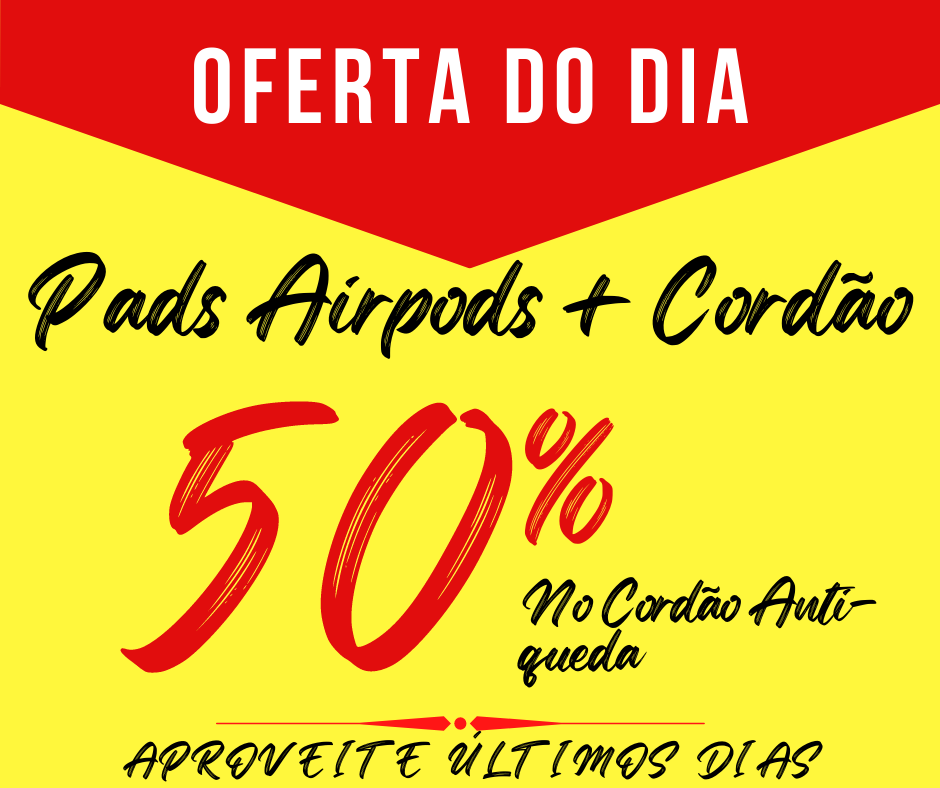 OFERTA DO DIA
Pads Airpods + Cordão
50%
No Cordão Anti-
queda
APROVEITE ÚLTIMOS DIAS